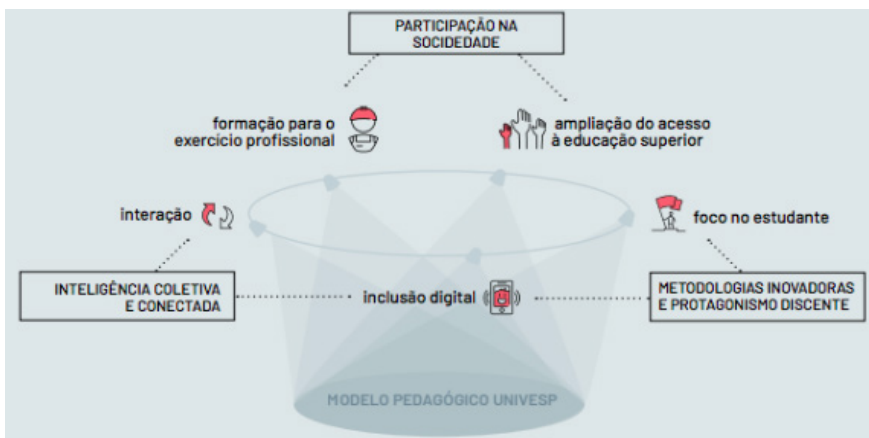 PARTICIPAÇÃO NA
SOCIDEDADE
formação para o
exercício profissional
ampliação do acesso
à educação superior
interação
foco no estudante
INTELIGÊNCIA COLETIVA
E CONECTADA
inclusão digital
METODOLOGIAS INOVADORAS
E PROTAGONISMO DISCENTE
MODELO PEDAGÓGICO UNIVESP